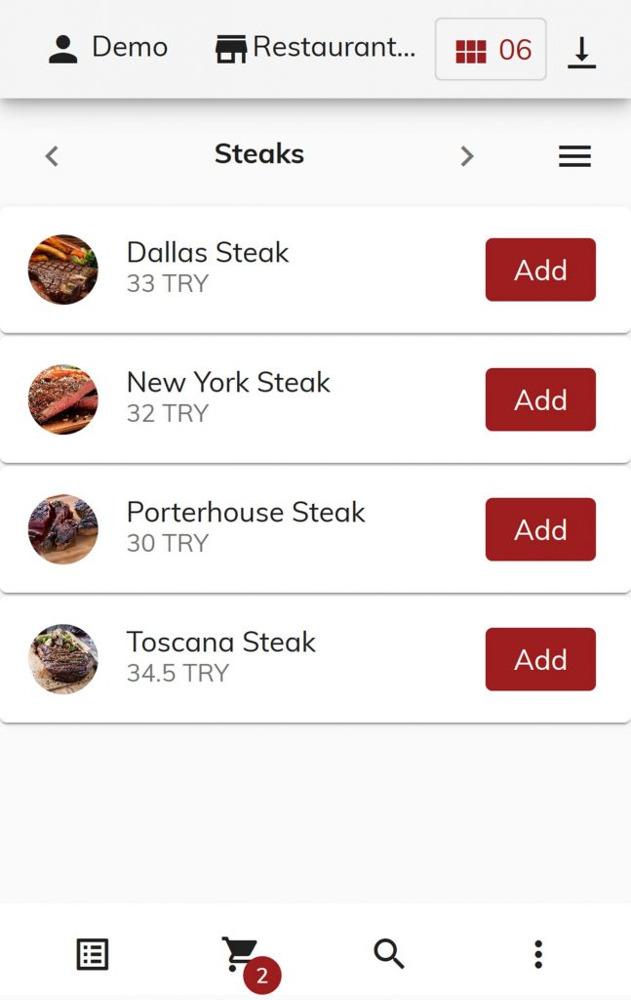 Demo Restaurant... 06
Steaks
Dallas Steak
33 TRY
Add
New York Steak
32 TRY
Add
Porterhouse Steak
30 TRY
Add
Toscana Steak
34.5 TRY
Add
2